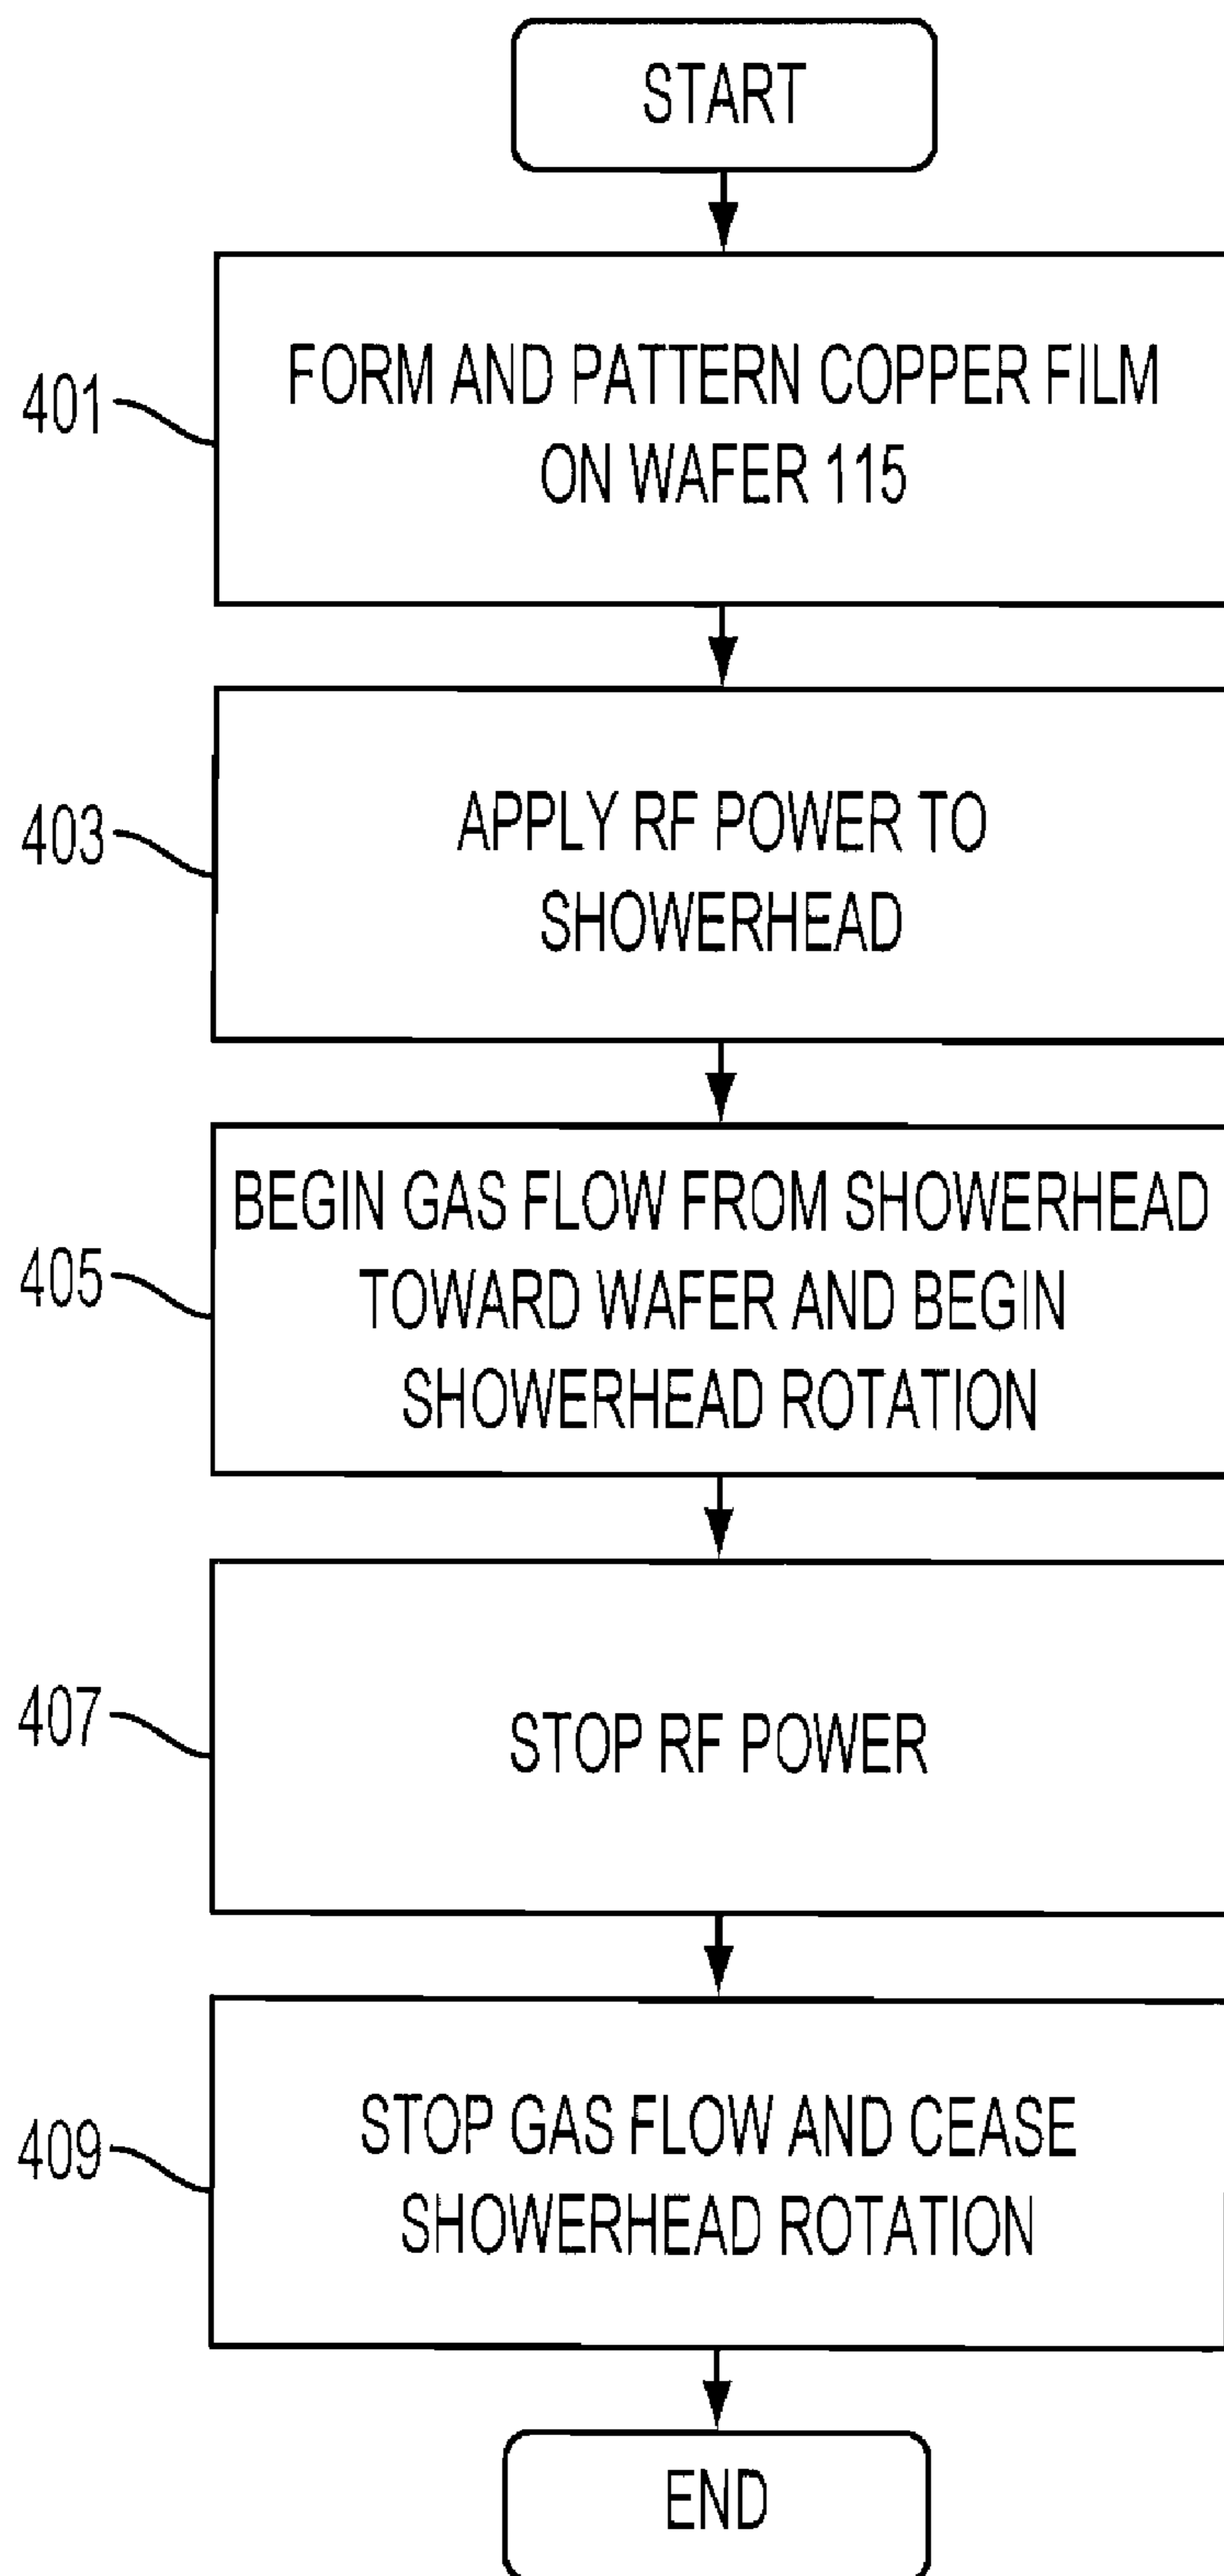 START
401
FORM AND PATTERN COPPER FILM
ON WAFER 115
403
APPLY RF POWER TO
SHOWERHEAD
405
BEGIN GAS FLOW FROM SHOWERHEAD
TOWARD WAFER AND BEGIN
SHOWERHEAD ROTATION
407
STOP RF POWER
409
STOP GAS FLOW AND CEASE
SHOWERHEAD ROTATION
END